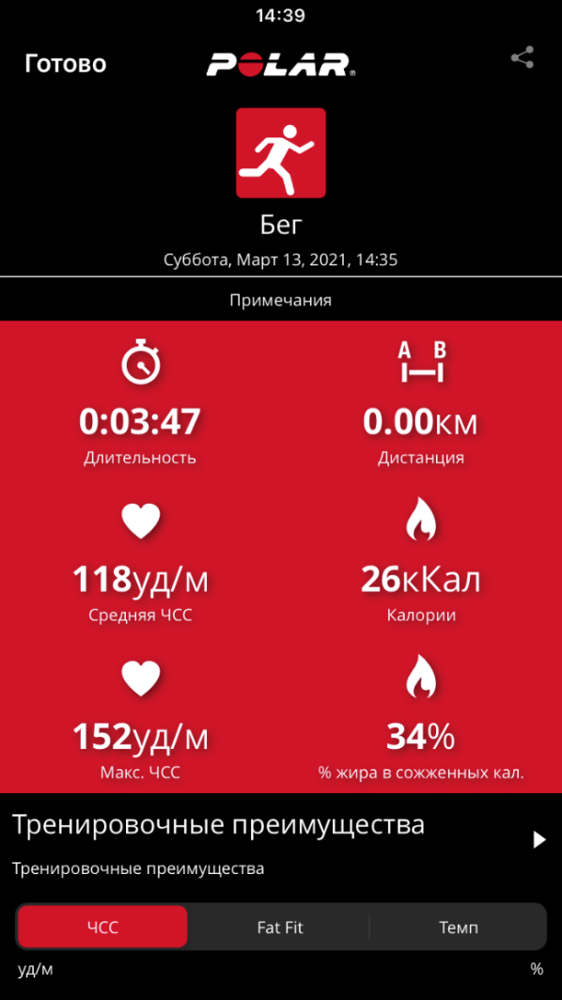 14:39
Готово
POLAR®
Бег
Суббота, Март 13, 2021, 14:35
Примечания
A B
0:03:47 0.00км
Длительность Дистанция
118уд/м 26кКал
Средняя ЧСС Калории
152уд/м 34%
Макс. ЧСС % жира в сожженных кал.
Тренировочные преимущества
Тренировочные преимущества
ЧСС Fat Fit Темп
уд/м %